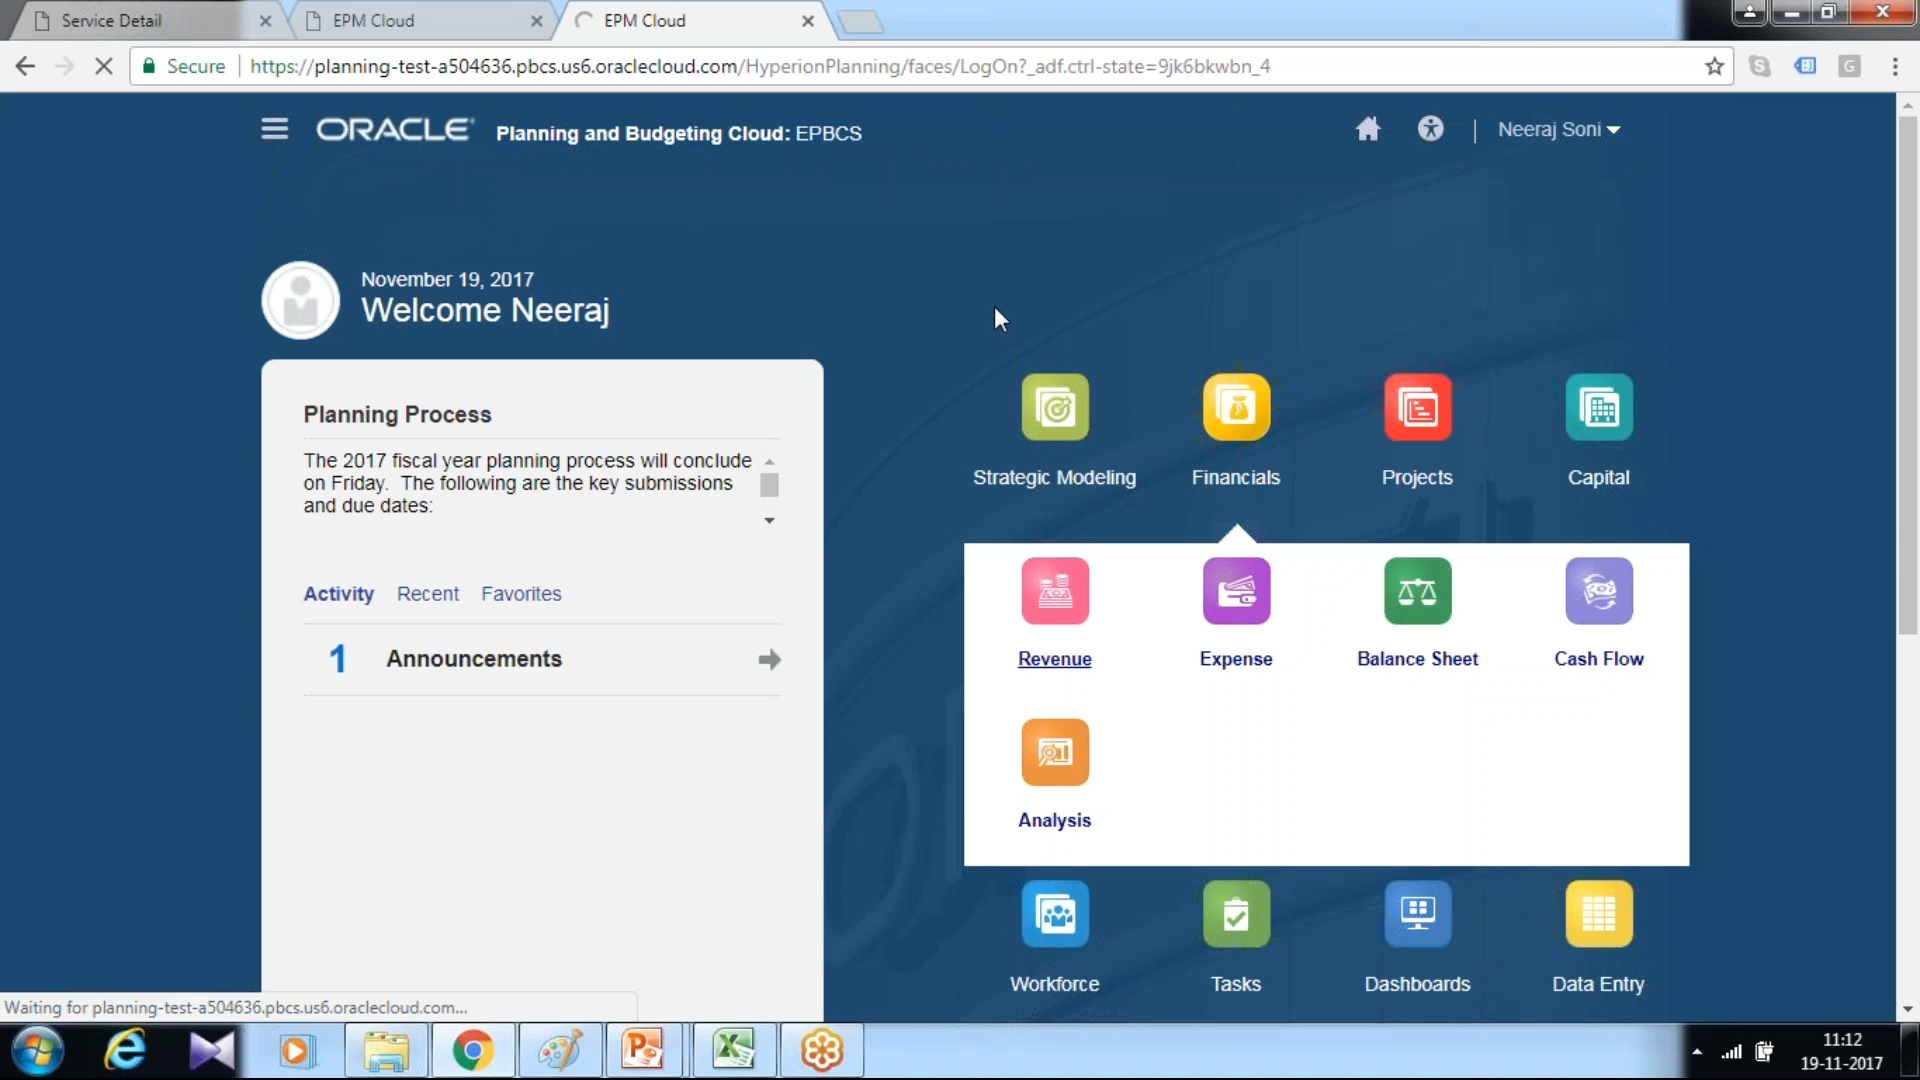 Service Detail
EPM Cloud
EPM Cloud
Secure
https://planning-test-a504636.pbcs.us6.oraclecloud.com/HyperionPlanning/faces/LogOn?_adf.ctrl-state=9jk6bkwbn_4
ORACLE Planning and Budgeting Cloud: EPBCS
Neeraj Soni
November 19, 2017
Welcome Neeraj
Planning Process
The 2017 fiscal year planning process will conclude
on Friday. The following are the key submissions
and due dates:
Activity Recent Favorites
1 Announcements
Strategic Modeling
Financials
Projects
Capital
Revenue
Expense
Balance Sheet
Cash Flow
Analysis
Workforce
Tasks
Dashboards
Data Entry
Waiting for planning-test-a504636.pbcs.us6.oraclecloud.com...
11:12
19-11-2017